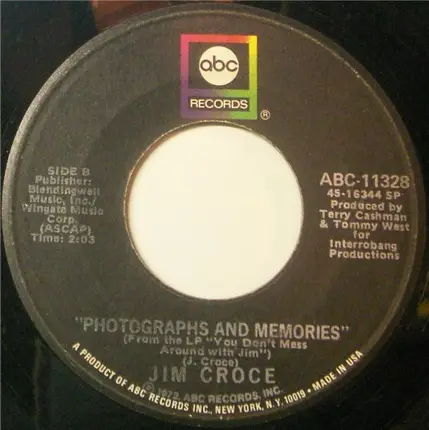 abc
RECORDS
®
SIDE B
Publisher:
Blendingwell
Music, Inc./
Wingate Music
Corp.
(ASCAP)
Time: 2:03
ABC-11328
45-16344 SP
Produced by
Terry Cashman
& Tommy West
for
Interrobang
Productions
"PHOTOGRAPHS AND MEMORIES"
(From the LP "You Don't Mess
Around with Jim")
(J. Croce)
JIM CROCE
Ⓟ 1972, ABC RECORDS, INC.
A PRODUCT OF ABC RECORDS INC., NEW YORK, N.Y. 10019 • MADE IN USA